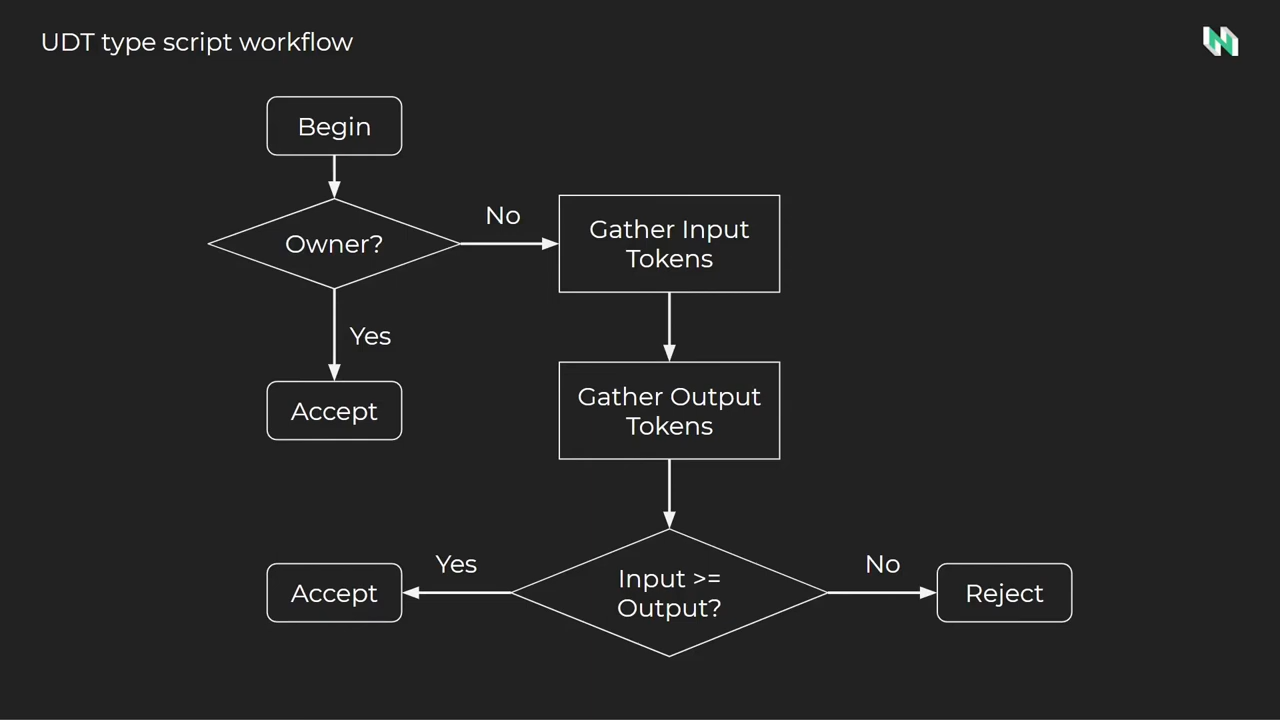 UDT type script workflow
Begin
Owner?
No
Gather Input
Tokens
Yes
Accept
Gather Output
Tokens
Input >=
Output?
Yes
Accept
No
Reject